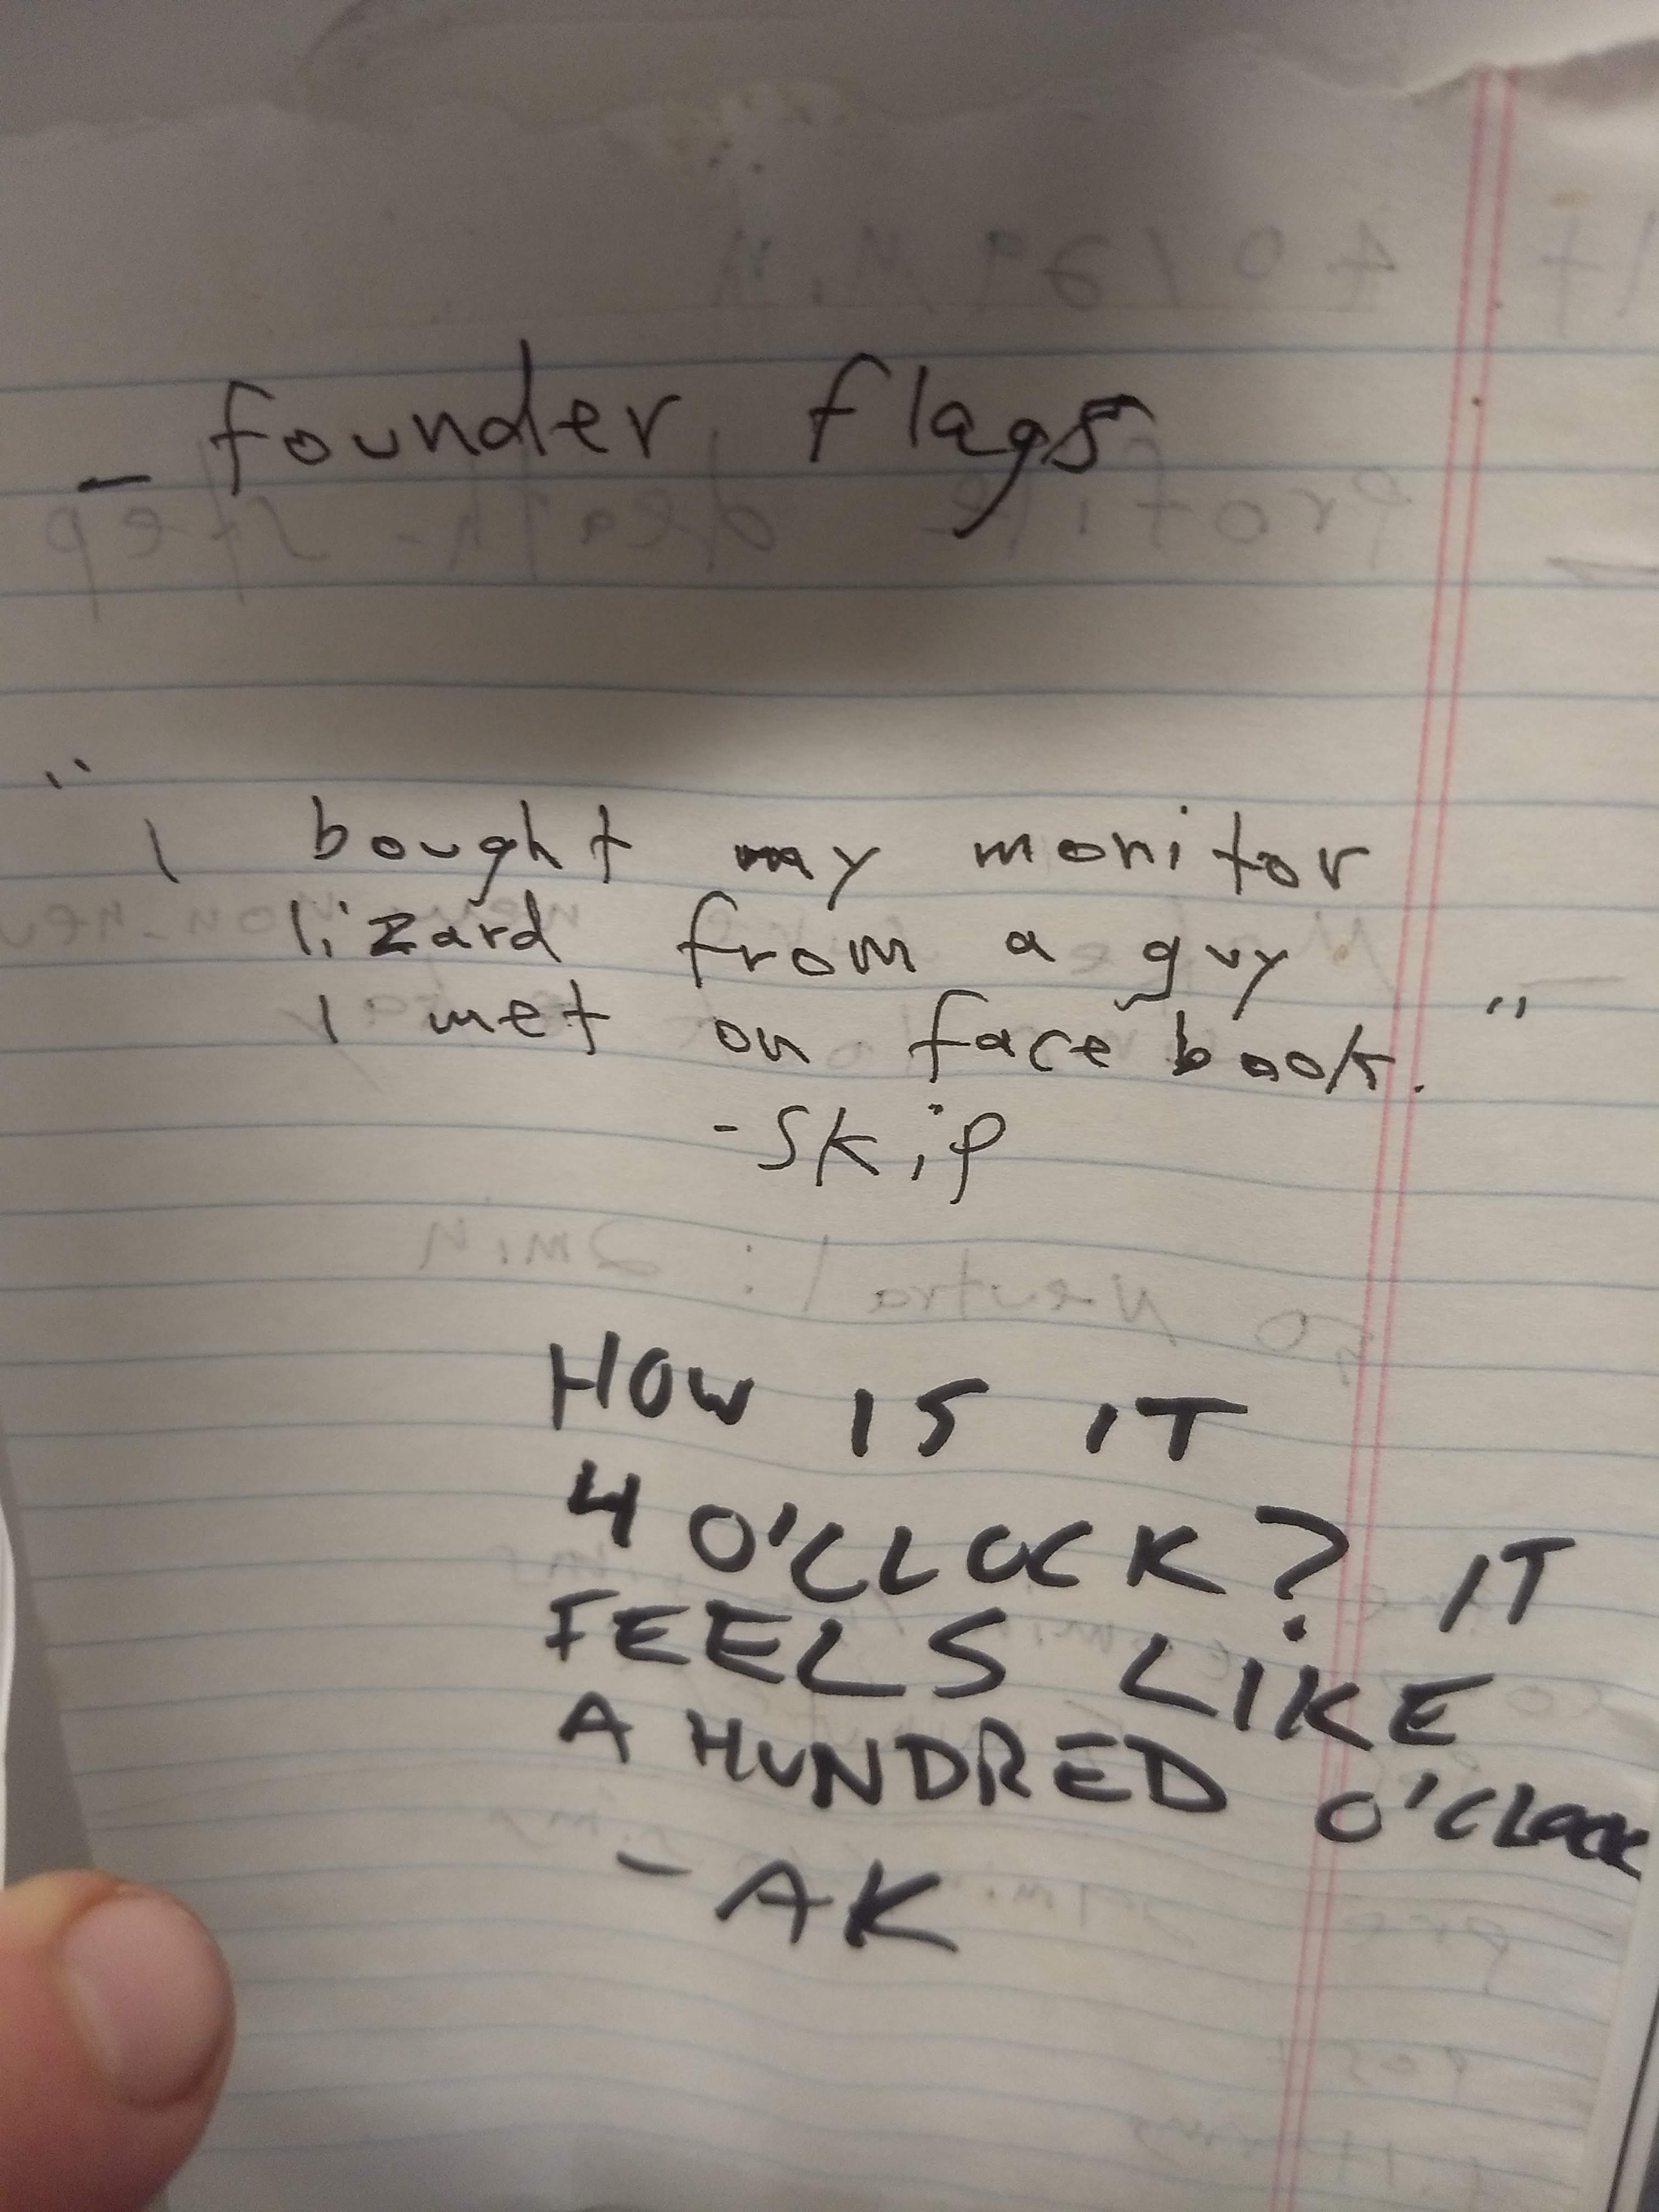 - founder flags
"I bought my monitor
lizard from a guy
I met on facebook."
- Skip
HOW IS IT
4 O'CLOCK? IT
FEELS LIKE
A HUNDRED O'CLOCK
- AK